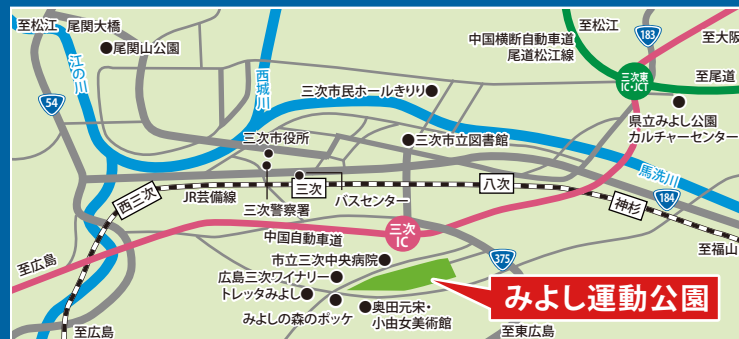 至松江
尾関大橋
尾関山公園
江の川
54
西城川
三次市民ホールきりり
至松江
中国横断自動車道
尾道松江線
183
至大阪
三次東
IC・JCT
至尾道
県立みよし公園
カルチャーセンター
三次市役所
三次市立図書館
馬洗川
西三次
JR芸備線
三次警察署
三次
バスセンター
八次
神杉
184
中国自動車道
三次
IC
至広島
市立三次中央病院
375
至福山
広島三次ワイナリー
トレッタみよし
みよしの森のポッケ
奥田元宋・
小由女美術館
みよし運動公園
至広島
至東広島